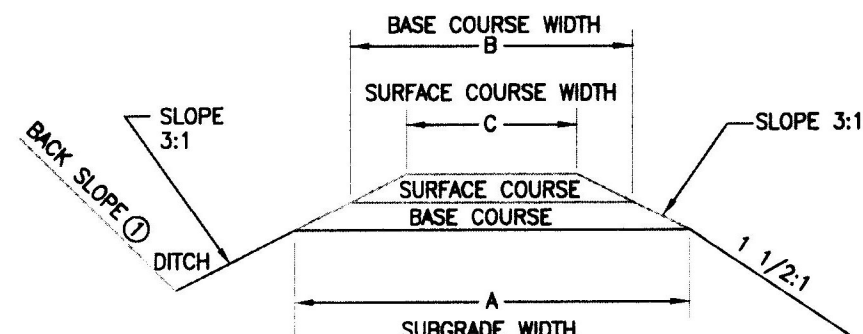 BASE COURSE WIDTH
B
SURFACE COURSE WIDTH
C
SLOPE
3:1
SLOPE 3:1
BACK SLOPE ①
SURFACE COURSE
BASE COURSE
DITCH
1 1/2:1
A
SUBGRADE WIDTH